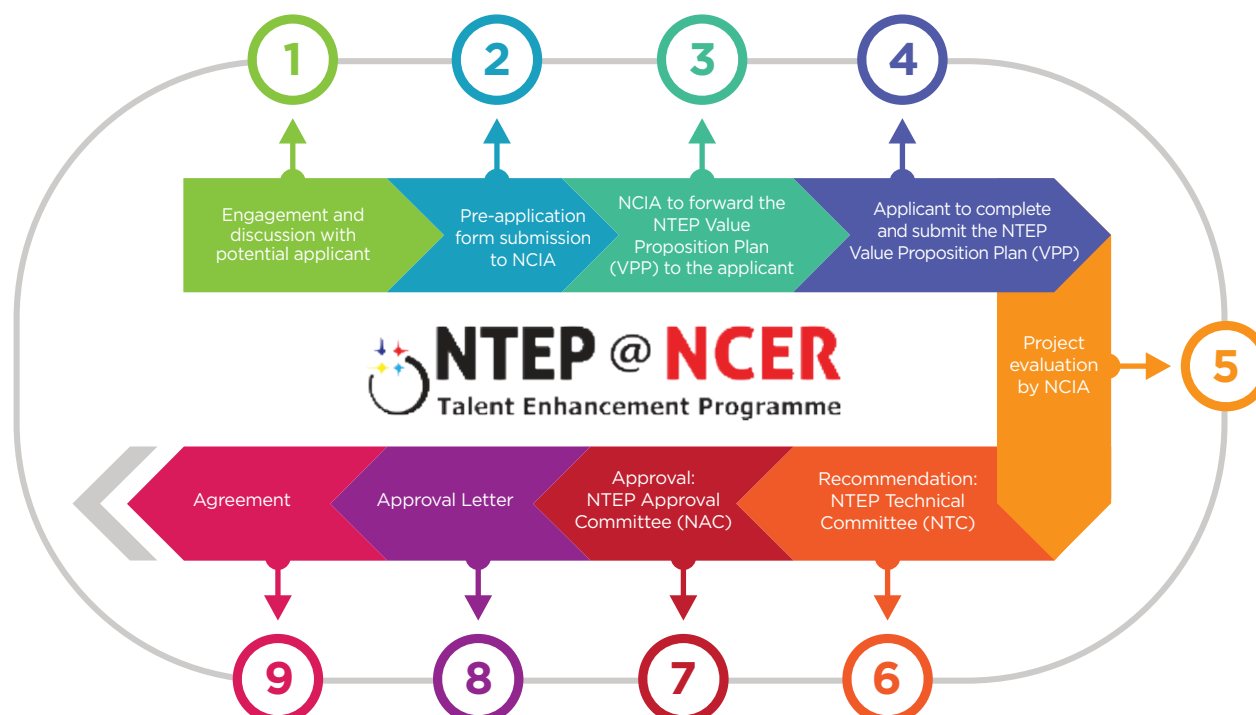 1
2
3
4
Engagement and
discussion with
potential applicant
Pre-application
form submission
to NCIA
NCIA to forward the
NTEP Value
Proposition Plan
(VPP) to the applicant
Applicant to complete
and submit the NTEP
Value Proposition Plan (VPP)
Project
evaluation
by NCIA
5
NTEP @ NCER
Talent Enhancement Programme
Agreement
Approval Letter
Approval:
NTEP Approval
Committee (NAC)
Recommendation:
NTEP Technical
Committee (NTC)
9
8
7
6